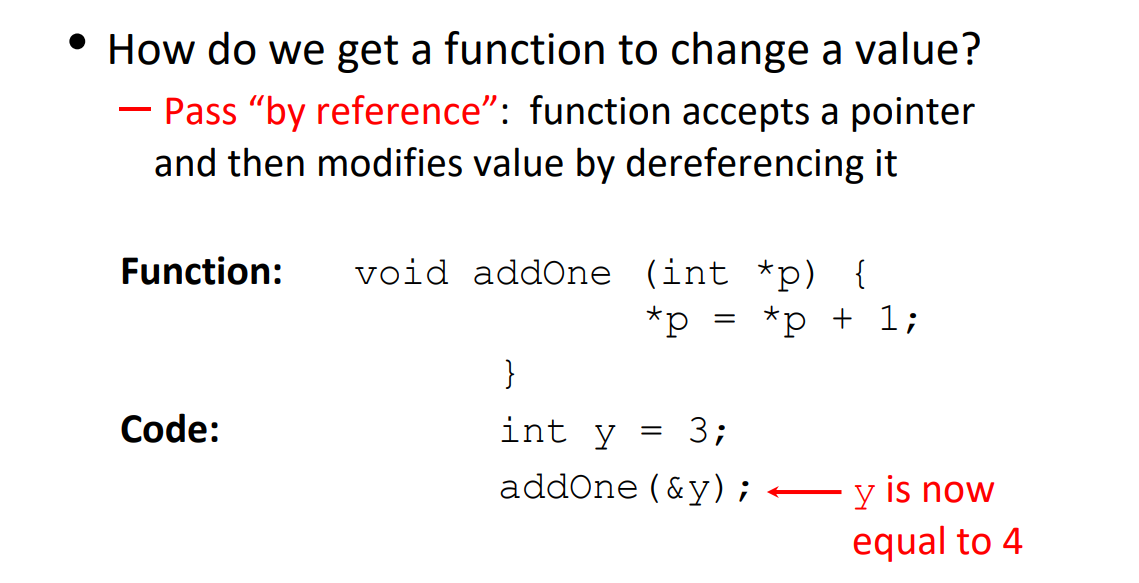 • How do we get a function to change a value?
— Pass “by reference”: function accepts a pointer
and then modifies value by dereferencing it
Function: void addOne (int *p) {
*p = *p + 1;
}
Code: int y = 3;
addOne(&y); y is now
equal to 4